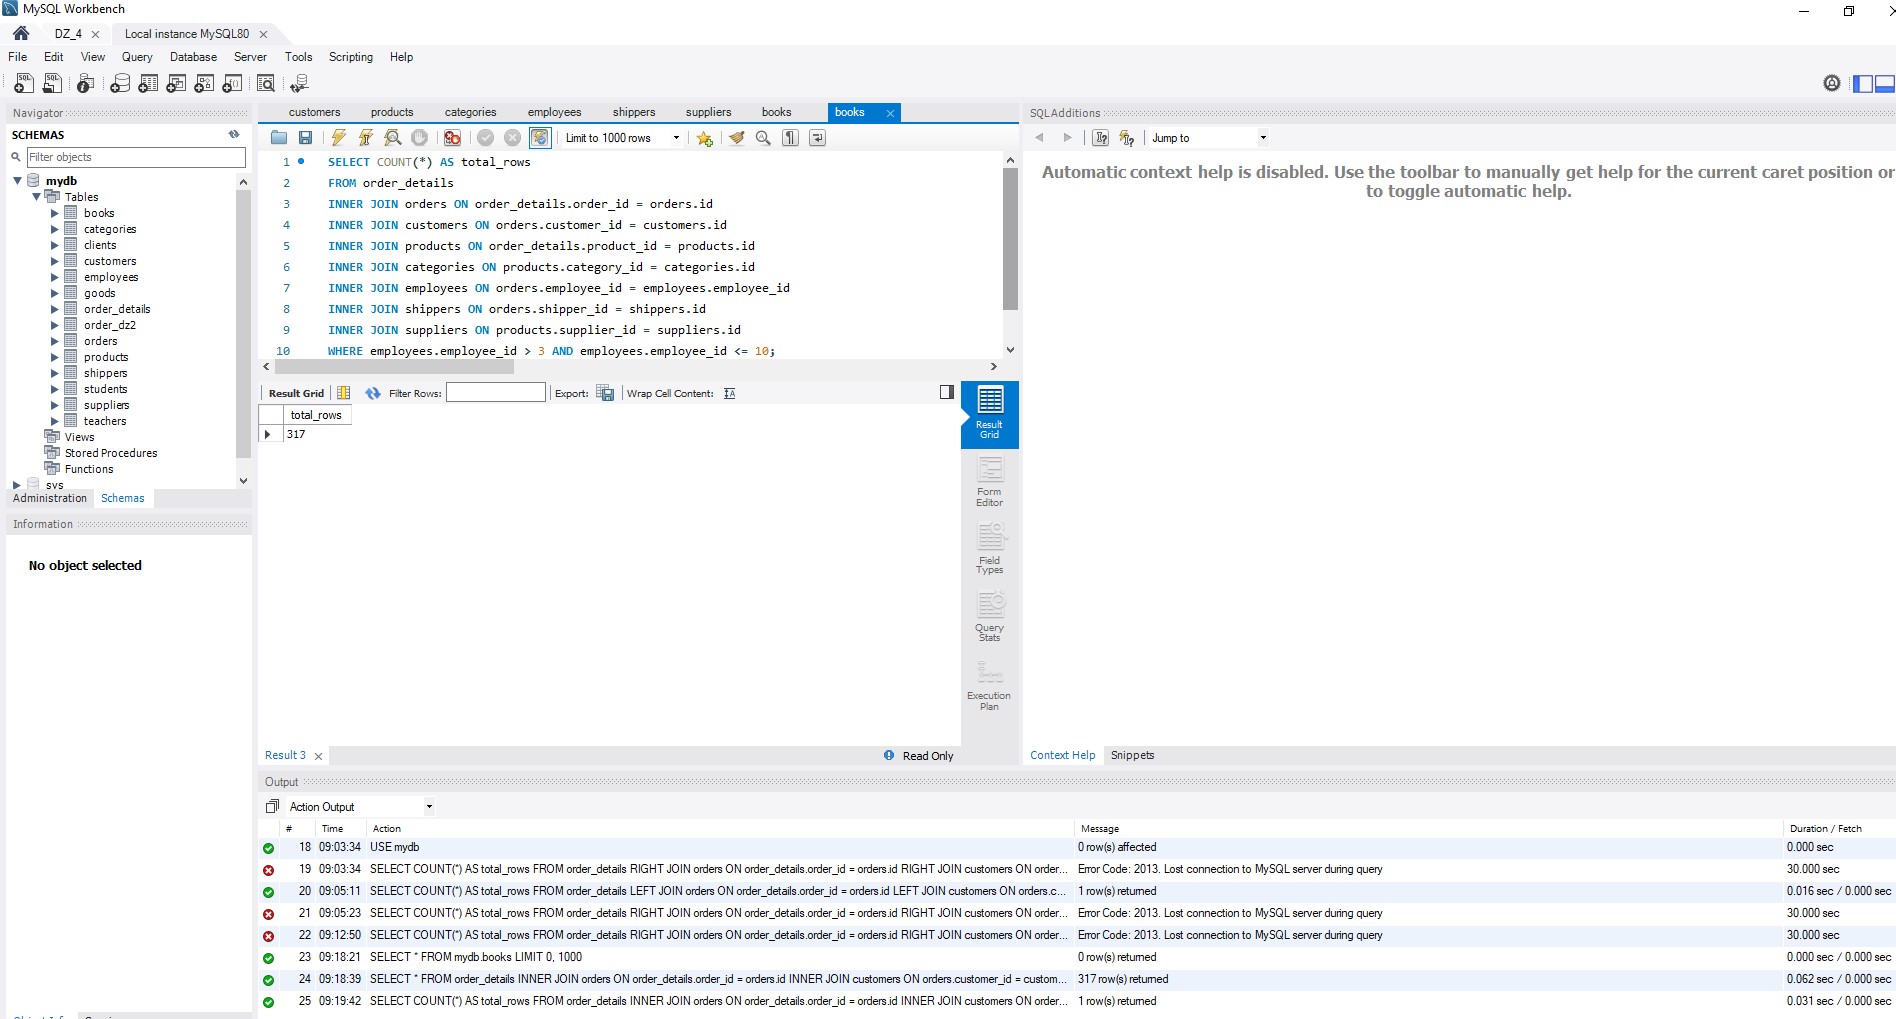 MySQL Workbench
DZ_4
Local instance MySQL80
File Edit View Query Database Server Tools Scripting Help
Navigator
SCHEMAS
Filter objects
mydb
Tables
books
categories
clients
customers
employees
goods
order_details
order_dz2
orders
products
shippers
students
suppliers
teachers
Views
Stored Procedures
Functions
sys
Administration Schemas
Information
No object selected
customers products categories employees shippers suppliers books books
Limit to 1000 rows
1 SELECT COUNT(*) AS total_rows
2 FROM order_details
3 INNER JOIN orders ON order_details.order_id = orders.id
4 INNER JOIN customers ON orders.customer_id = customers.id
5 INNER JOIN products ON order_details.product_id = products.id
6 INNER JOIN categories ON products.category_id = categories.id
7 INNER JOIN employees ON orders.employee_id = employees.employee_id
8 INNER JOIN shippers ON orders.shipper_id = shippers.id
9 INNER JOIN suppliers ON products.supplier_id = suppliers.id
10 WHERE employees.employee_id > 3 AND employees.employee_id <= 10;
Result Grid Filter Rows: Export: Wrap Cell Content:
total_rows
317
Result
Grid
Form
Editor
Field
Types
Query
Stats
Execution
Plan
Result 3
Read Only
SQLAdditions
Jump to
Automatic context help is disabled. Use the toolbar to manually get help for the current caret position or
to toggle automatic help.
Context Help Snippets
Output
Action Output
# Time Action Message Duration / Fetch
18 09:03:34 USE mydb 0 row(s) affected 0.000 sec
19 09:03:34 SELECT COUNT(*) AS total_rows FROM order_details RIGHT JOIN orders ON order_details.order_id = orders.id RIGHT JOIN customers ON order... Error Code: 2013. Lost connection to MySQL server during query 30.000 sec
20 09:05:11 SELECT COUNT(*) AS total_rows FROM order_details LEFT JOIN orders ON order_details.order_id = orders.id LEFT JOIN customers ON orders.c... 1 row(s) returned 0.016 sec / 0.000 sec
21 09:05:23 SELECT COUNT(*) AS total_rows FROM order_details RIGHT JOIN orders ON order_details.order_id = orders.id RIGHT JOIN customers ON order... Error Code: 2013. Lost connection to MySQL server during query 30.000 sec
22 09:12:50 SELECT COUNT(*) AS total_rows FROM order_details RIGHT JOIN orders ON order_details.order_id = orders.id RIGHT JOIN customers ON order... Error Code: 2013. Lost connection to MySQL server during query 30.000 sec
23 09:18:21 SELECT * FROM mydb.books LIMIT 0, 1000 0 row(s) returned 0.000 sec / 0.000 sec
24 09:18:39 SELECT * FROM order_details INNER JOIN orders ON order_details.order_id = orders.id INNER JOIN customers ON orders.customer_id = custom... 317 row(s) returned 0.062 sec / 0.000 sec
25 09:19:42 SELECT COUNT(*) AS total_rows FROM order_details INNER JOIN orders ON order_details.order_id = orders.id INNER JOIN customers ON order... 1 row(s) returned 0.031 sec / 0.000 sec